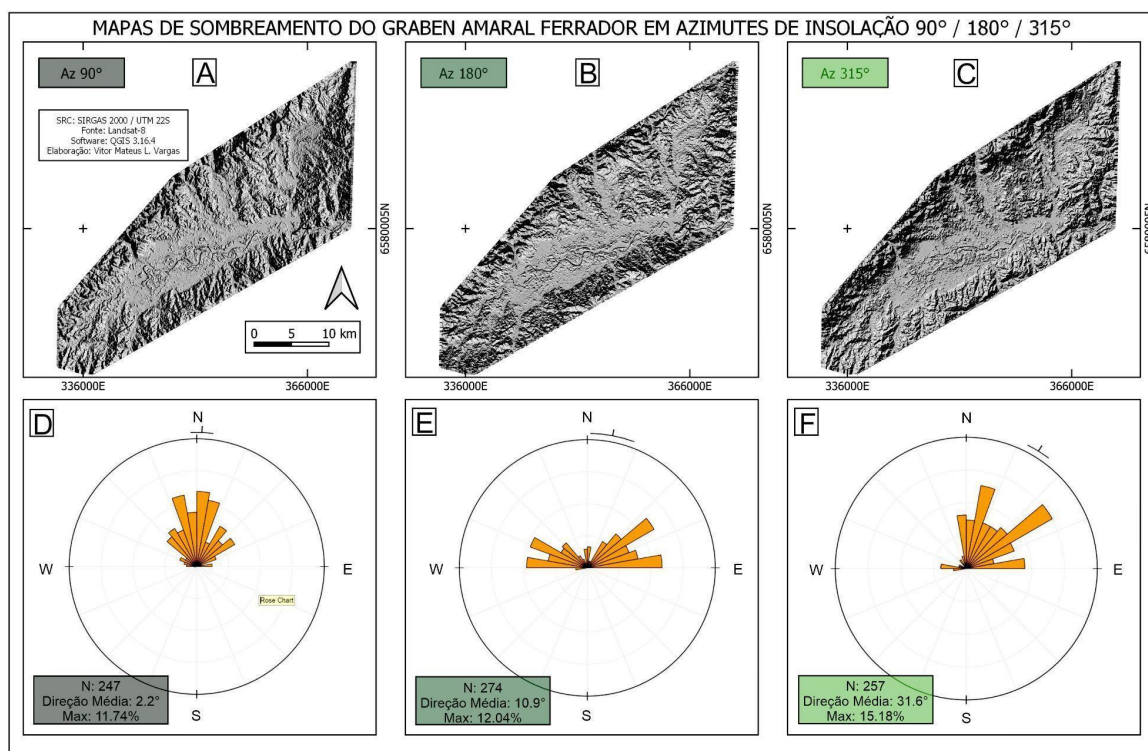 MAPAS DE SOMBREAMENTO DO GRABEN AMARAL FERRADOR EM AZIMUTES DE INSOLAÇÃO 90° / 180° / 315°
Az 90°
A
SRC: SIRGAS 2000 / UTM 22S
Fonte: Landsat-8
Software: QGIS 3.16.4
Elaboração: Vitor Mateus L. Vargas
6580005N
0 5 10 km
336000E 366000E
Az 180°
B
6580005N
336000E 366000E
Az 315°
C
6580005N
336000E 366000E
D
N
W
E
S
Rose Chart
N: 247
Direção Média: 2.2°
Max: 11.74%
E
N
W
E
S
N: 274
Direção Média: 10.9°
Max: 12.04%
F
N
W
E
S
N: 257
Direção Média: 31.6°
Max: 15.18%